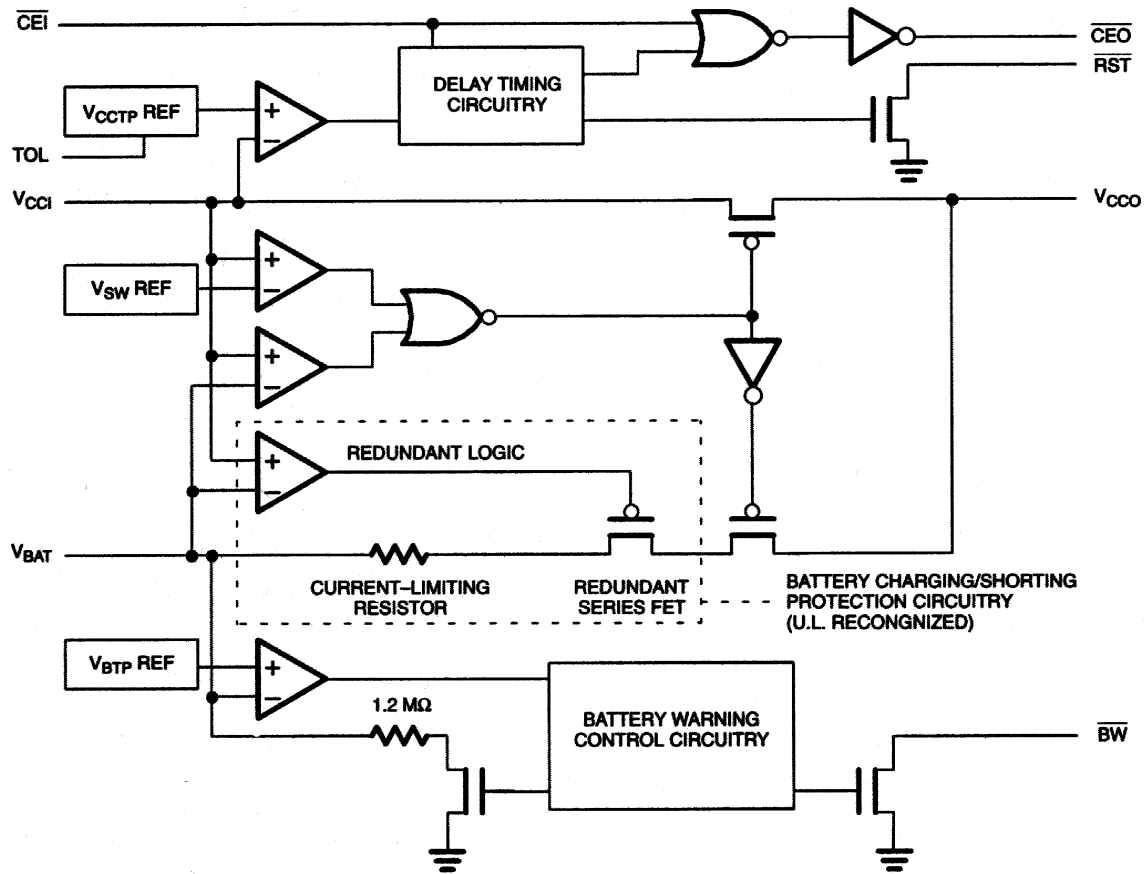 CEI
CEO
RST
DELAY TIMING
CIRCUITRY
VCCTP REF
+
−
TOL
VCCI
VCCO
+
−
VSW REF
+
−
REDUNDANT LOGIC
+
−
VBAT
CURRENT–LIMITING
RESISTOR
REDUNDANT
SERIES FET
BATTERY CHARGING/SHORTING
PROTECTION CIRCUITRY
(U.L. RECONGNIZED)
VBTP REF
+
−
1.2 MΩ
BATTERY WARNING
CONTROL CIRCUITRY
BW